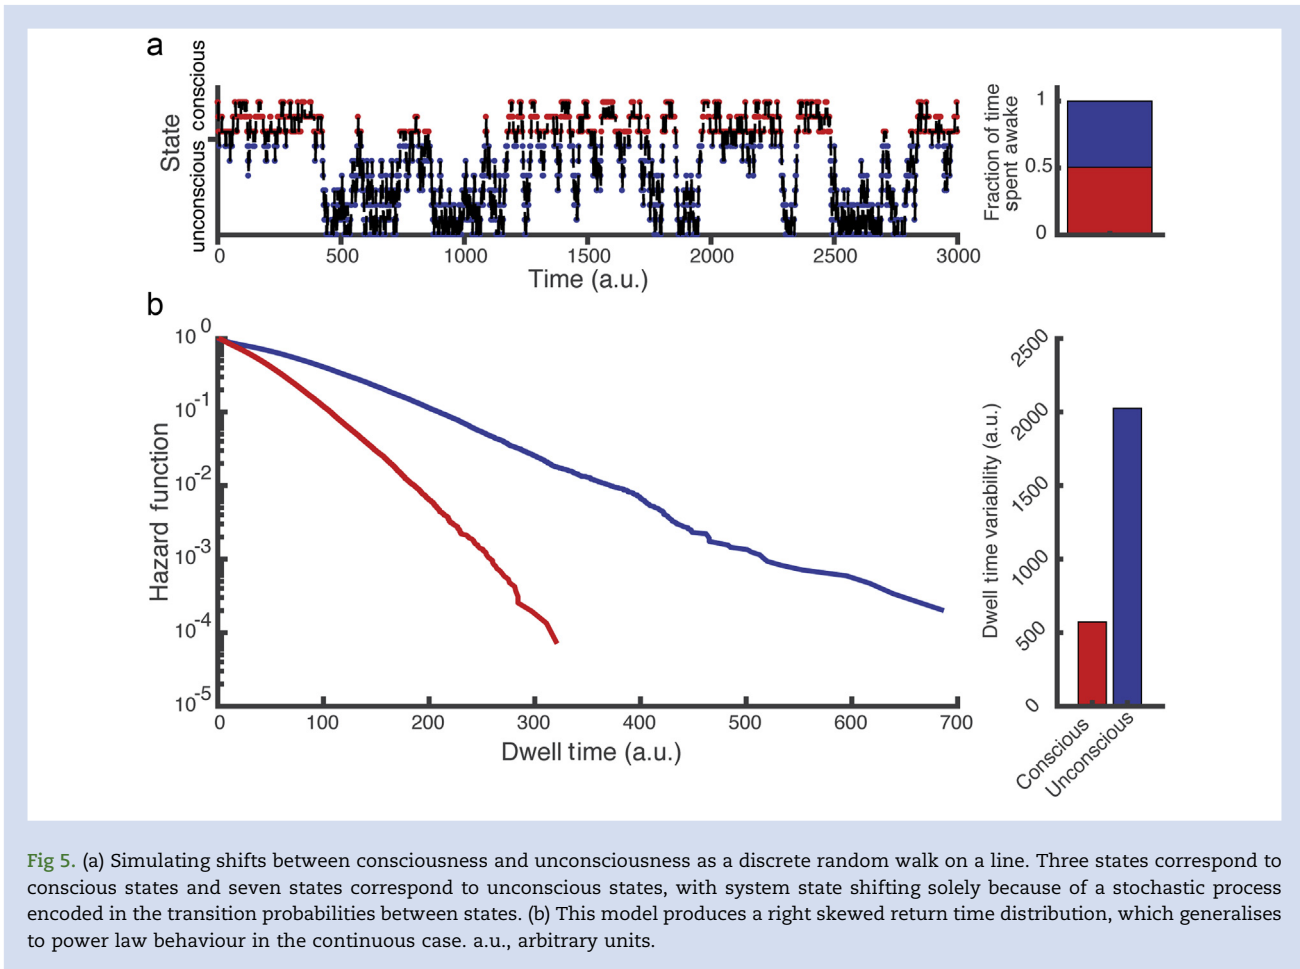 a
State
unconscious conscious
0 500 1000 1500 2000 2500 3000
Time (a.u.)
Fraction of time
spent awake
1
0.5
0
b
Hazard function
10^0
10^-1
10^-2
10^-3
10^-4
10^-5
0 100 200 300 400 500 600 700
Dwell time (a.u.)
Dwell time variability (a.u.)
2500
2000
1500
1000
500
0
Conscious
Unconscious
Fig 5. (a) Simulating shifts between consciousness and unconsciousness as a discrete random walk on a line. Three states correspond to
conscious states and seven states correspond to unconscious states, with system state shifting solely because of a stochastic process
encoded in the transition probabilities between states. (b) This model produces a right skewed return time distribution, which generalises
to power law behaviour in the continuous case. a.u., arbitrary units.